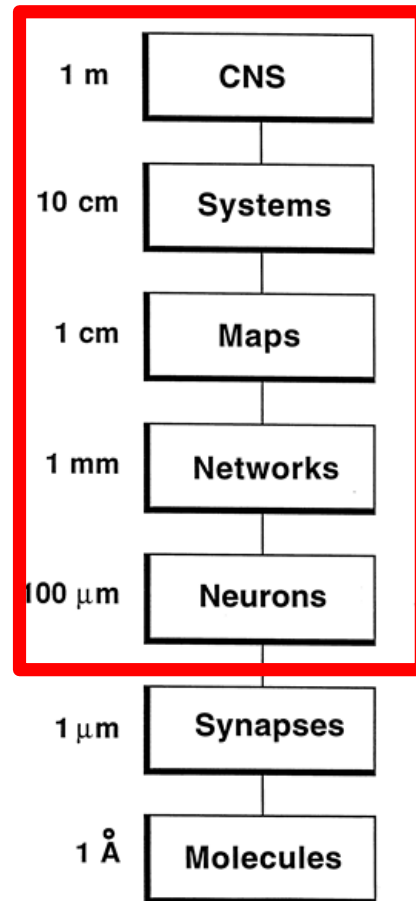 1 m CNS
10 cm Systems
1 cm Maps
1 mm Networks
100 μm Neurons
1 μm Synapses
1 Å Molecules